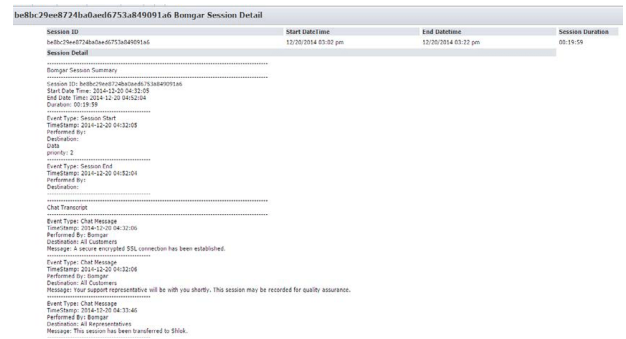 be8bc29ee8724ba0aed6753a849091a6 Bomgar Session Detail
Session ID Start DateTime End Datetime Session Duration
be8bc29ee8724ba0aed6753a849091a6 12/20/2014 03:02 pm 12/20/2014 03:22 pm 00:19:59
Session Detail
Bomgar Session Summary
Session ID: be8bc29ee8724ba0aed6753a849091a6
Start Date Time: 2014-12-20 04:32:05
End Date Time: 2014-12-20 04:52:04
Duration: 00:19:59
Event Type: Session Start
TimeStamp: 2014-12-20 04:32:05
Performed By:
Destination:
Data
priority: 2
Event Type: Session End
TimeStamp: 2014-12-20 04:52:04
Performed By:
Destination:
Chat Transcript
Event Type: Chat Message
TimeStamp: 2014-12-20 04:32:06
Performed By: Bomgar
Destination: All Customers
Message: A secure encrypted SSL connection has been established.
Event Type: Chat Message
TimeStamp: 2014-12-20 04:32:08
Performed By: Bomgar
Destination: All Customers
Message: Your support representative will be with you shortly. This session may be recorded for quality assurance.
Event Type: Chat Message
TimeStamp: 2014-12-20 04:33:46
Performed By: Bomgar
Destination: All Representatives
Message: This session has been transferred to Shlok.